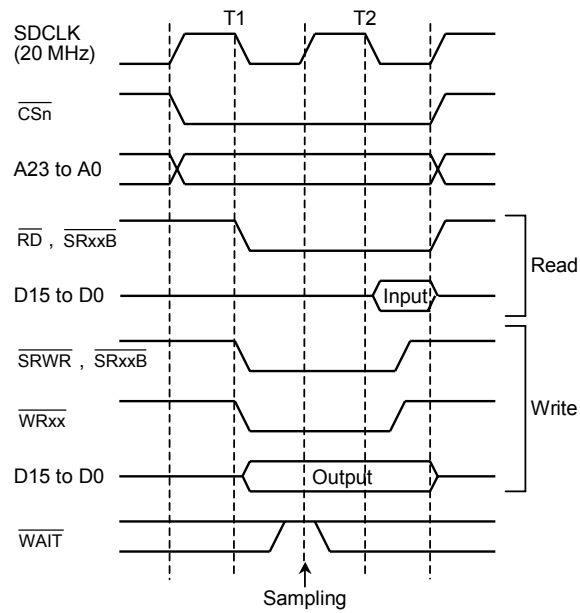 T1 T2
SDCLK
(20 MHz)
CSn
A23 to A0
RD , SRxxB
Read
D15 to D0 Input
SRWR , SRxxB
WRxx
Write
D15 to D0 Output
WAIT
Sampling